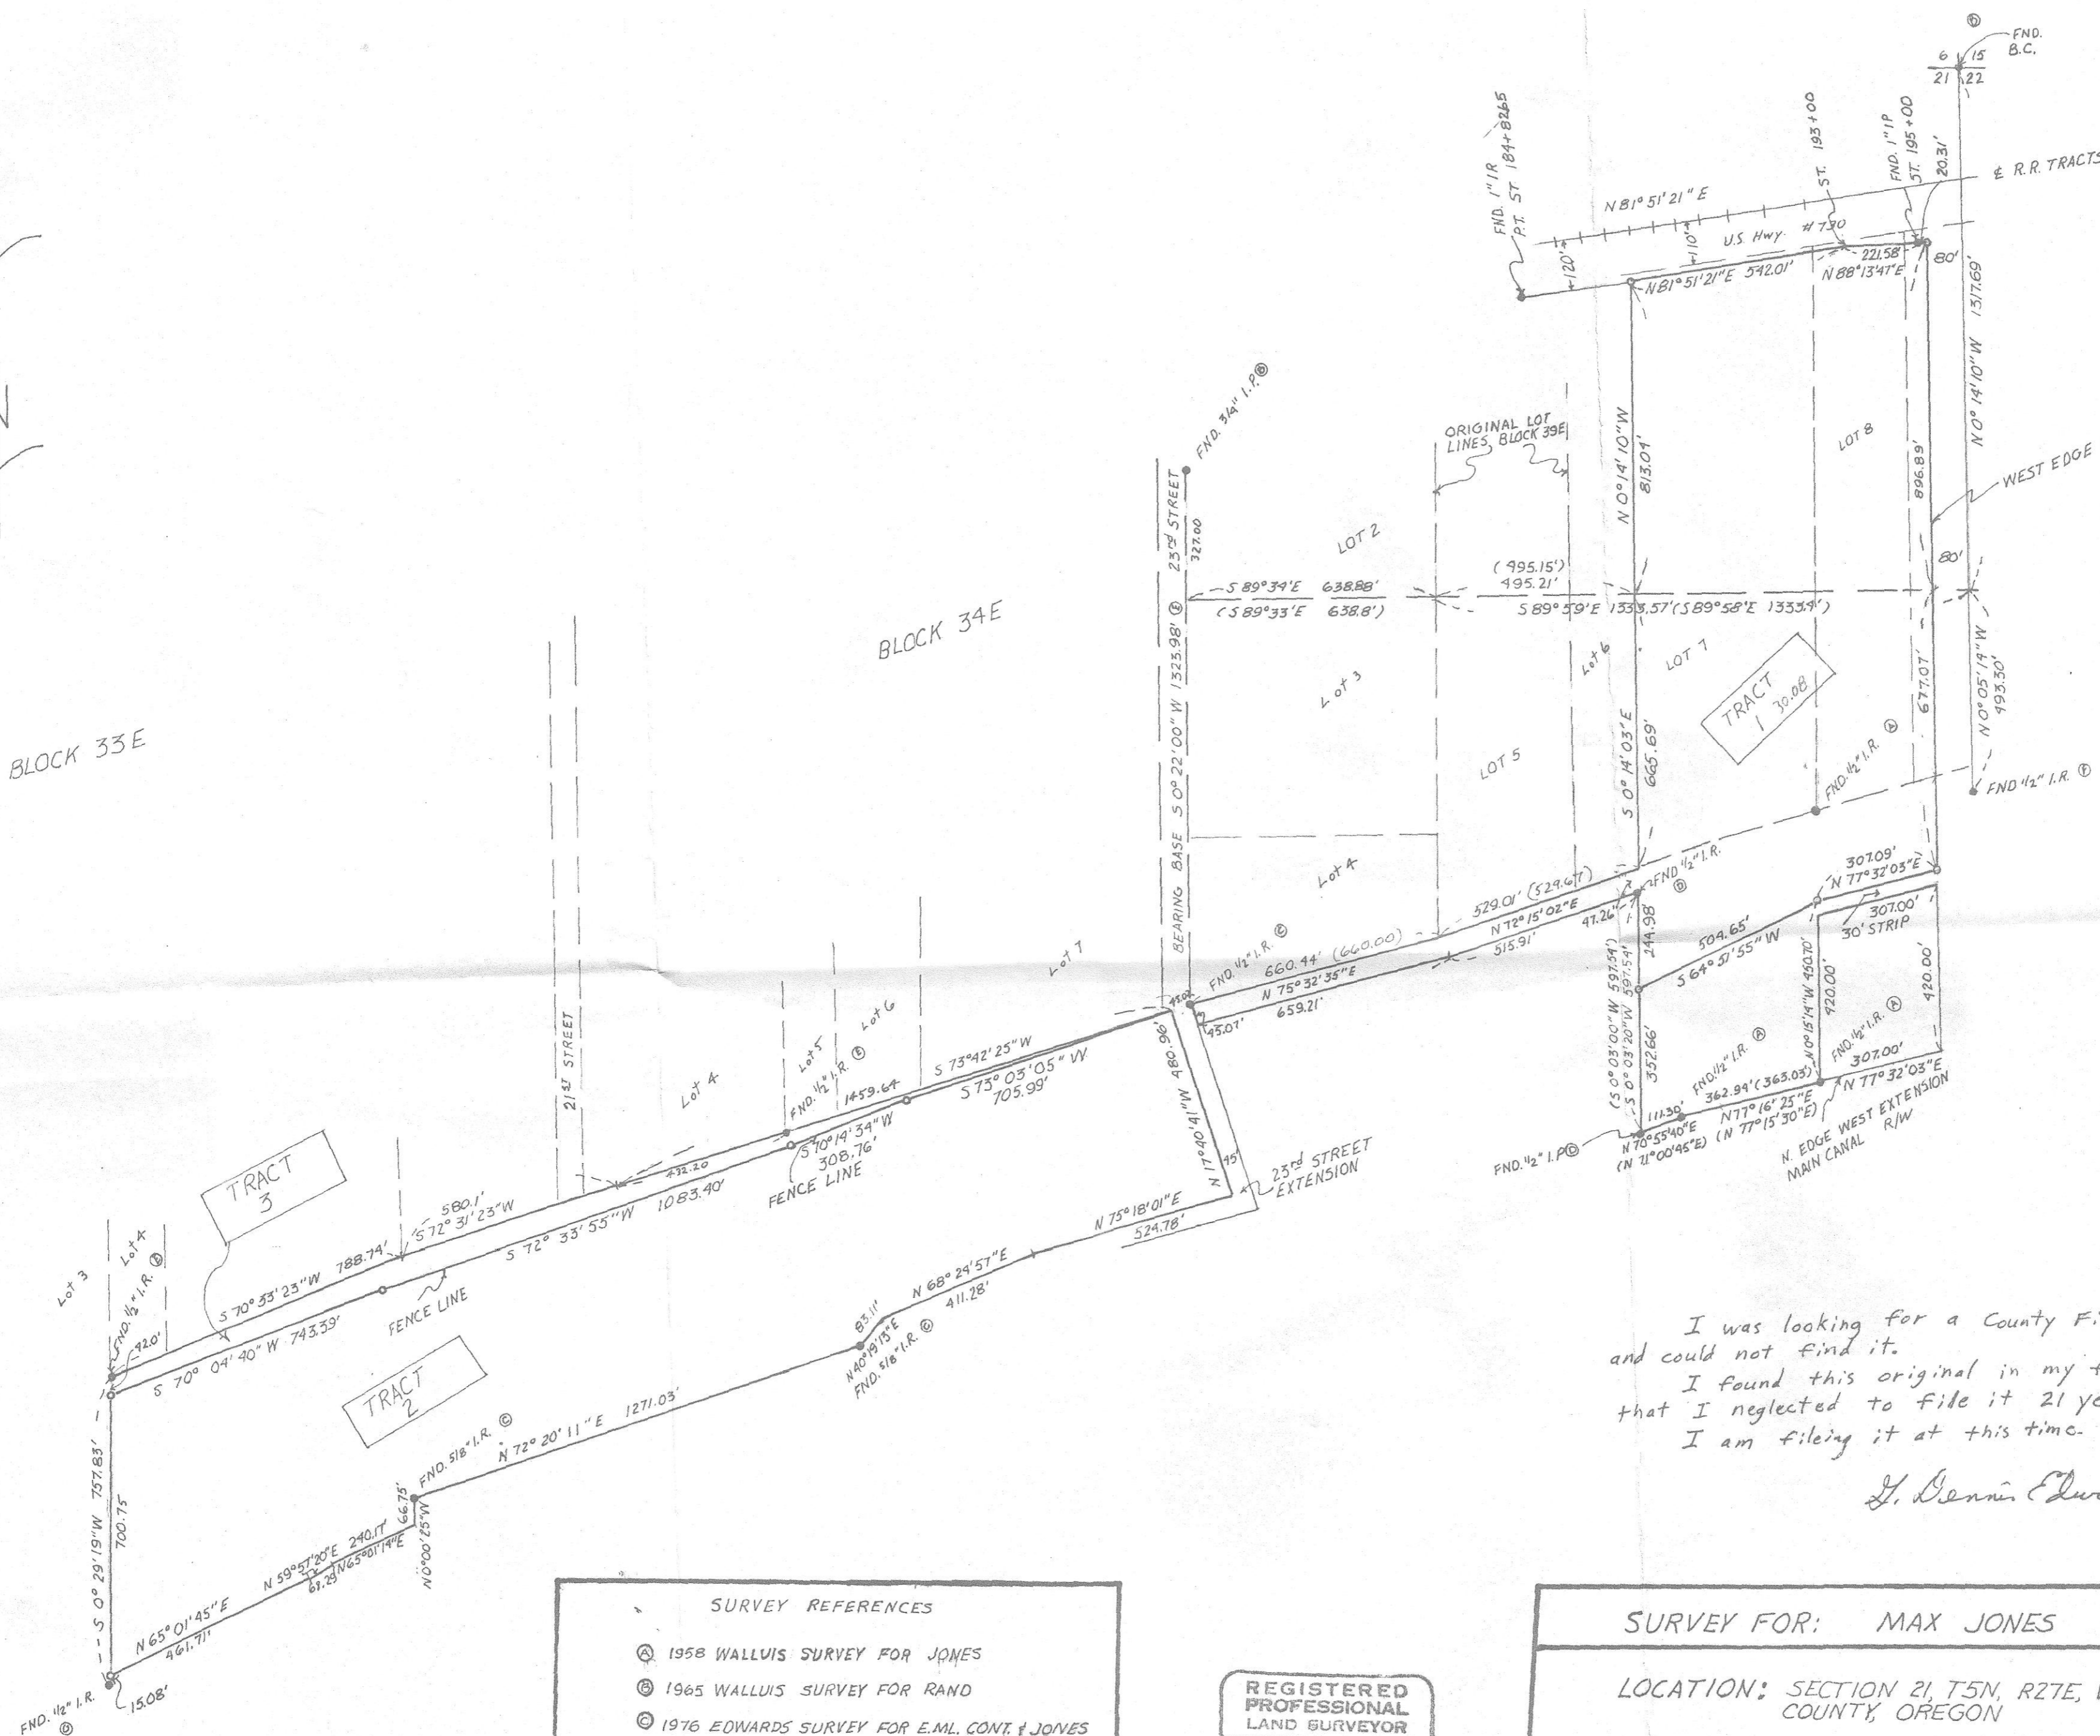 FND.
B.C.
6 15
21 22
FND. 1" IR
P.T. ST 184+8265
ST. 193+00
FND. 1" IP
ST. 195+00
20.31'
₵ R.R. TRACTS
N 81° 51' 21" E
U.S. Hwy. #730
120'
110'
N 81° 51' 21" E 542.01'
221.58'
N 88° 13' 47" E
80'
N 0° 14' 10" W 1317.69'
FND. 3/4" I.P. Ⓑ
ORIGINAL LOT
LINES, BLOCK 39E
LOT 8
N 0° 14' 10" W
813.04'
896.89'
WEST EDGE
23rd STREET
327.00
LOT 2
(495.15')
495.21'
80'
S 89° 34' E 638.88'
(S 89° 33' E 638.8')
S 89° 59' E 1333.57' (S 89° 58' E 1333.4')
BLOCK 34E
BLOCK 33E
BEARING BASE S 0° 22' 00" W 1323.98' Ⓔ
Lot 3
Lot 6
LOT 7
TRACT
1 30.08
677.07'
N 0° 05' 14" W
493.30'
S 0° 14' 03" E
665.69'
LOT 5
FND. 1/2" I.R. Ⓐ
FND 1/2" I.R. Ⓕ
Lot 4
529.01' (529.67')
FND 1/2" I.R.
Ⓓ
N 72° 15' 02" E
47.26'
515.91'
307.09'
N 77° 32' 03" E
307.00'
30' STRIP
504.65'
S 64° 51' 55" W
244.98'
FND. 1/2" I.R. Ⓒ
660.44' (660.00)
N 75° 32' 35" E
659.21'
45.07'
(S 0° 03' 00" W 597.54')
S 0° 03' 20" W 597.54'
352.66'
N 0° 15' 14" W 450.70'
420.00'
420.00'
FND. 1/2" I.R. Ⓐ
FND. 1/2" I.R. Ⓐ
307.00'
N 77° 32' 03" E
362.94' (363.03')
N 77° 16' 25" E
(N 77° 15' 30" E)
111.30'
N 70° 55' 40" E
(N 71° 00' 45" E)
FND. 1/2" I.P. Ⓒ
N. EDGE WEST EXTENSION
MAIN CANAL R/W
Lot 7
21ST STREET
Lot 4
Lot 5
Lot 6
FND. 1/2" I.R. Ⓔ
1459.64
S 73° 42' 25" W
S 73° 03' 05" W
705.99'
S 70° 14' 34" W
308.76'
FENCE LINE
N 17° 40' 41" W 480.96'
45'
23rd STREET
EXTENSION
432.20
S 72° 33' 55" W 1083.40'
580.1'
S 72° 31' 23" W
TRACT
3
N 75° 18' 01" E
524.78'
N 68° 24' 57" E
411.28'
83.11'
N 40° 19' 13" E
FND. 5/8" I.R. Ⓒ
Lot 3
Lot 4
FND. 1/2" I.R. Ⓔ
42.0'
S 70° 33' 23" W 788.74'
S 70° 04' 40" W 743.39'
FENCE LINE
TRACT
2
N 72° 20' 11" E 1271.03'
FND. 5/8" I.R. Ⓒ
66.75'
N 0° 00' 25" W
S 0° 29' 19" W 757.83'
700.75
N 59° 57' 20" E 240.17'
68.29
N 65° 01' 14" E
N 65° 01' 45" E
461.71'
FND. 1/2" I.R.
15.08'
I was looking for a County Fi
and could not find it.
I found this original in my f
that I neglected to file it 21 ye
I am fileing it at this time.
G. Dennis Edw
SURVEY REFERENCES
Ⓐ 1958 WALLUIS SURVEY FOR JONES
Ⓑ 1965 WALLUIS SURVEY FOR RAND
Ⓒ 1976 EDWARDS SURVEY FOR E.ML. CONT. & JONES
REGISTERED
PROFESSIONAL
LAND SURVEYOR
SURVEY FOR: MAX JONES
LOCATION: SECTION 21, T5N, R27E,
COUNTY, OREGON